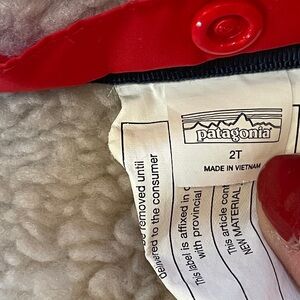 patagonia
2T
MADE IN VIETNAM
be removed until
delivered to the consumer
This label is affixed in
with provincial
This article
NEW MATERIAL